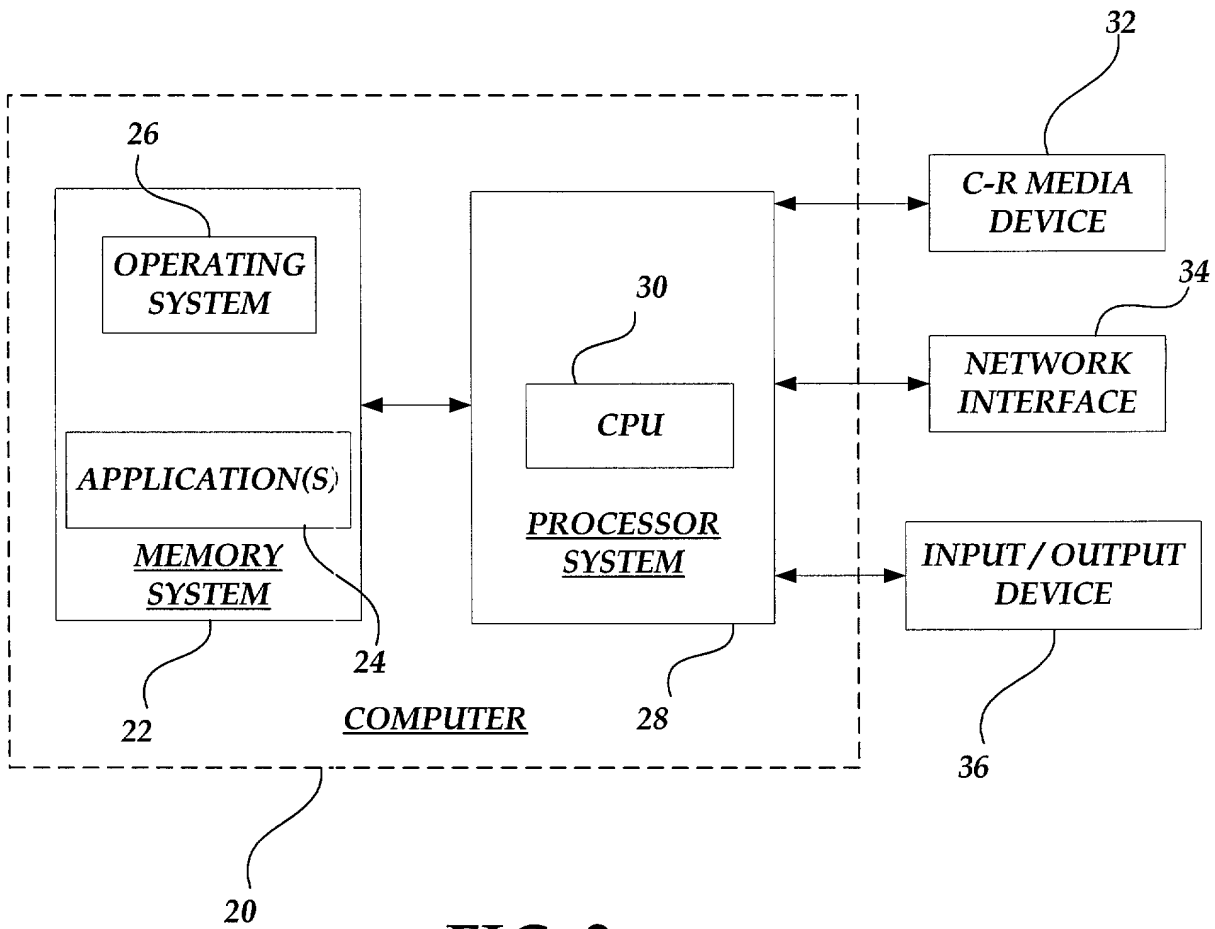 32
26
C-R MEDIA
DEVICE
OPERATING
SYSTEM
30
34
NETWORK
INTERFACE
CPU
APPLICATION(S)
PROCESSOR
SYSTEM
MEMORY
SYSTEM
INPUT / OUTPUT
DEVICE
24
22
COMPUTER
28
36
20